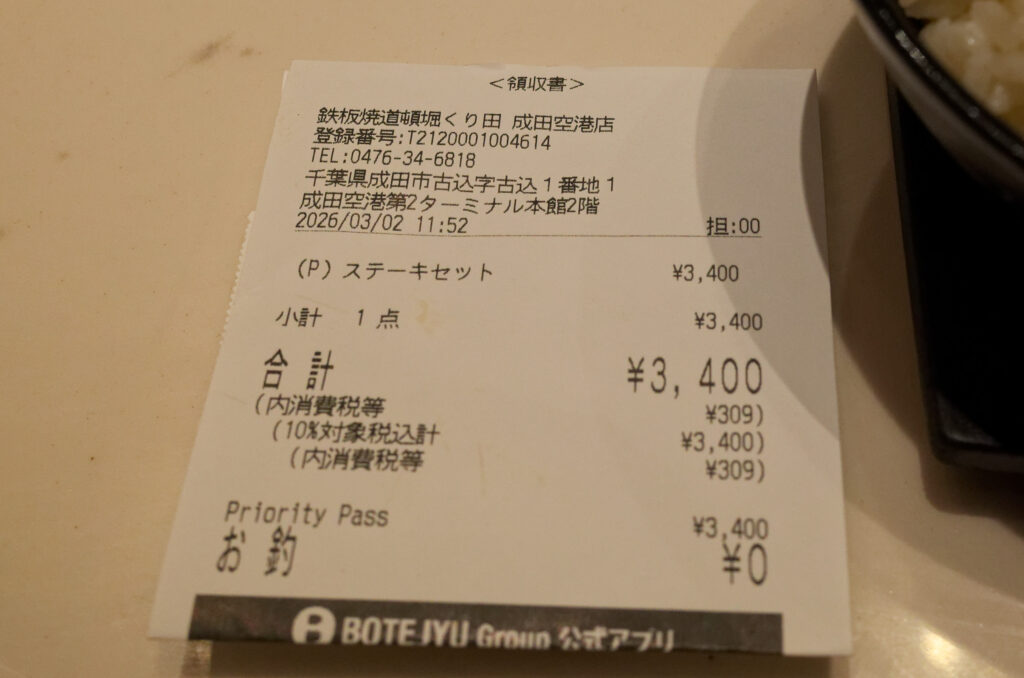 ＜領収書＞
鉄板焼道頓堀くり田 成田空港店
登録番号:T2120001004614
TEL:0476-34-6818
千葉県成田市古込字古込１番地１
成田空港第2ターミナル本館2階
2026/03/02 11:52 担:00
(P) ステーキセット ¥3,400
小計 1 点 ¥3,400
合計 ¥3,400
(内消費税等 ¥309)
(10%対象税込計 ¥3,400)
(内消費税等 ¥309)
Priority Pass ¥3,400
お釣 ¥0
BOTEJYU Group 公式アプリ